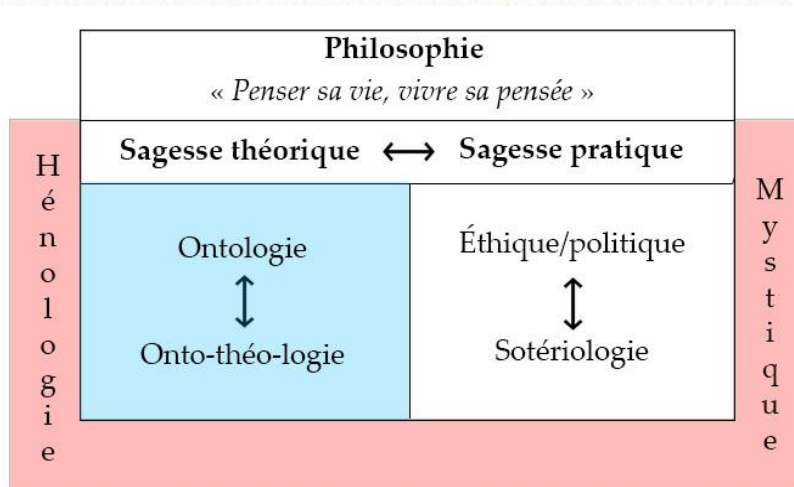 Philosophie
« Penser sa vie, vivre sa pensée »
Sagesse théorique ↔ Sagesse pratique
Hénologie
Ontologie
↕
Onto-théo-logie
Éthique/politique
↕
Sotériologie
Mystique